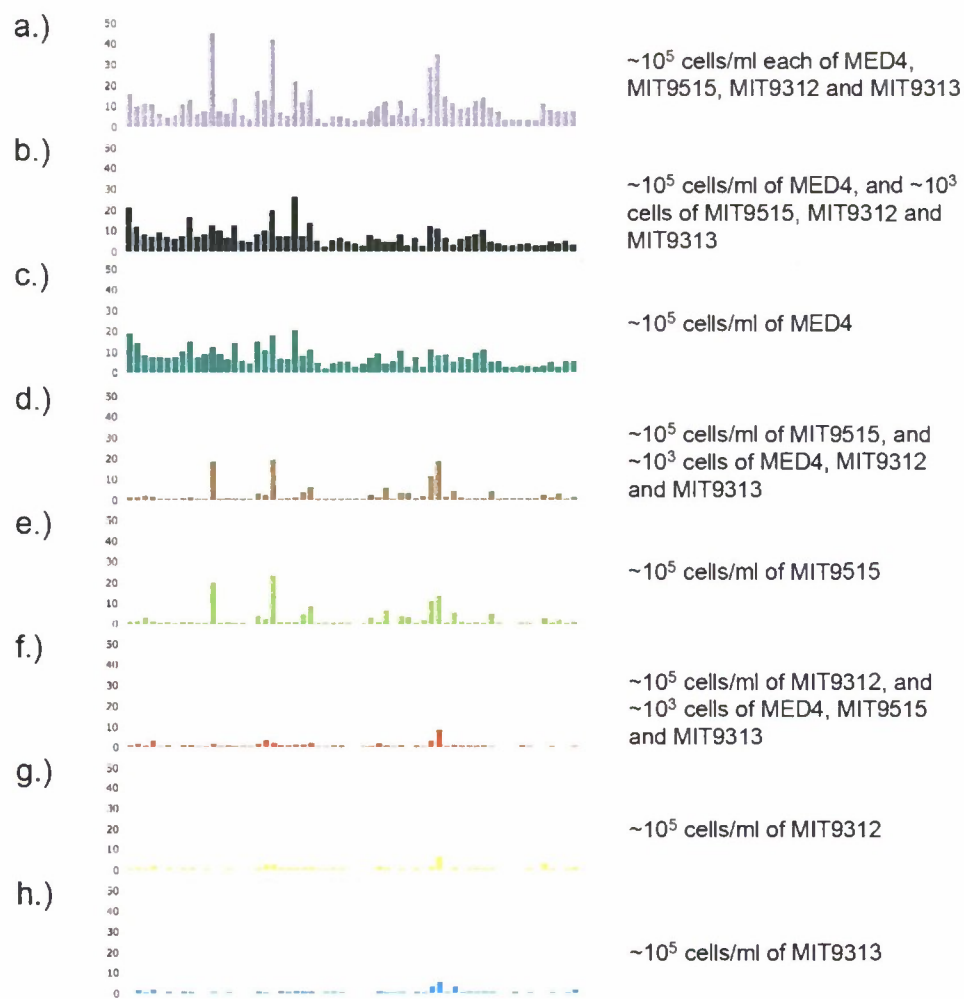 a.)
50
40
30
20
10
0
~10⁵ cells/ml each of MED4,
MIT9515, MIT9312 and MIT9313
b.)
50
40
30
20
10
0
~10⁵ cells/ml of MED4, and ~10³
cells of MIT9515, MIT9312 and
MIT9313
c.)
50
40
30
20
10
0
~10⁵ cells/ml of MED4
d.)
50
40
30
20
10
0
~10⁵ cells/ml of MIT9515, and
~10³ cells of MED4, MIT9312
and MIT9313
e.)
50
40
30
20
10
0
~10⁵ cells/ml of MIT9515
f.)
50
40
30
20
10
0
~10⁵ cells/ml of MIT9312, and
~10³ cells of MED4, MIT9515
and MIT9313
g.)
50
40
30
20
10
0
~10⁵ cells/ml of MIT9312
h.)
50
40
30
20
10
0
~10⁵ cells/ml of MIT9313